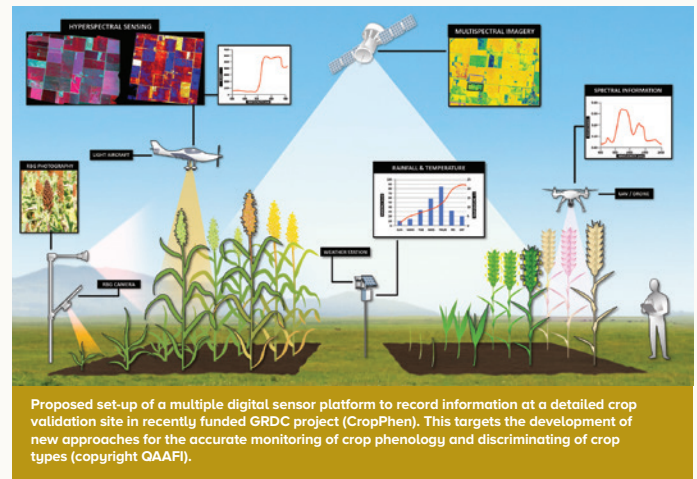 HYPERSPECTRAL SENSING
MULTISPECTRAL IMAGERY
SPECTRAL INFORMATION
LIGHT AIRCRAFT
RAINFALL & TEMPERATURE
UAV / DRONE
RBG PHOTOGRAPHY
WEATHER STATION
RBG CAMERA
Proposed set-up of a multiple digital sensor platform to record information at a detailed crop
validation site in recently funded GRDC project (CropPhen). This targets the development of
new approaches for the accurate monitoring of crop phenology and discriminating of crop
types (copyright QAAFI).